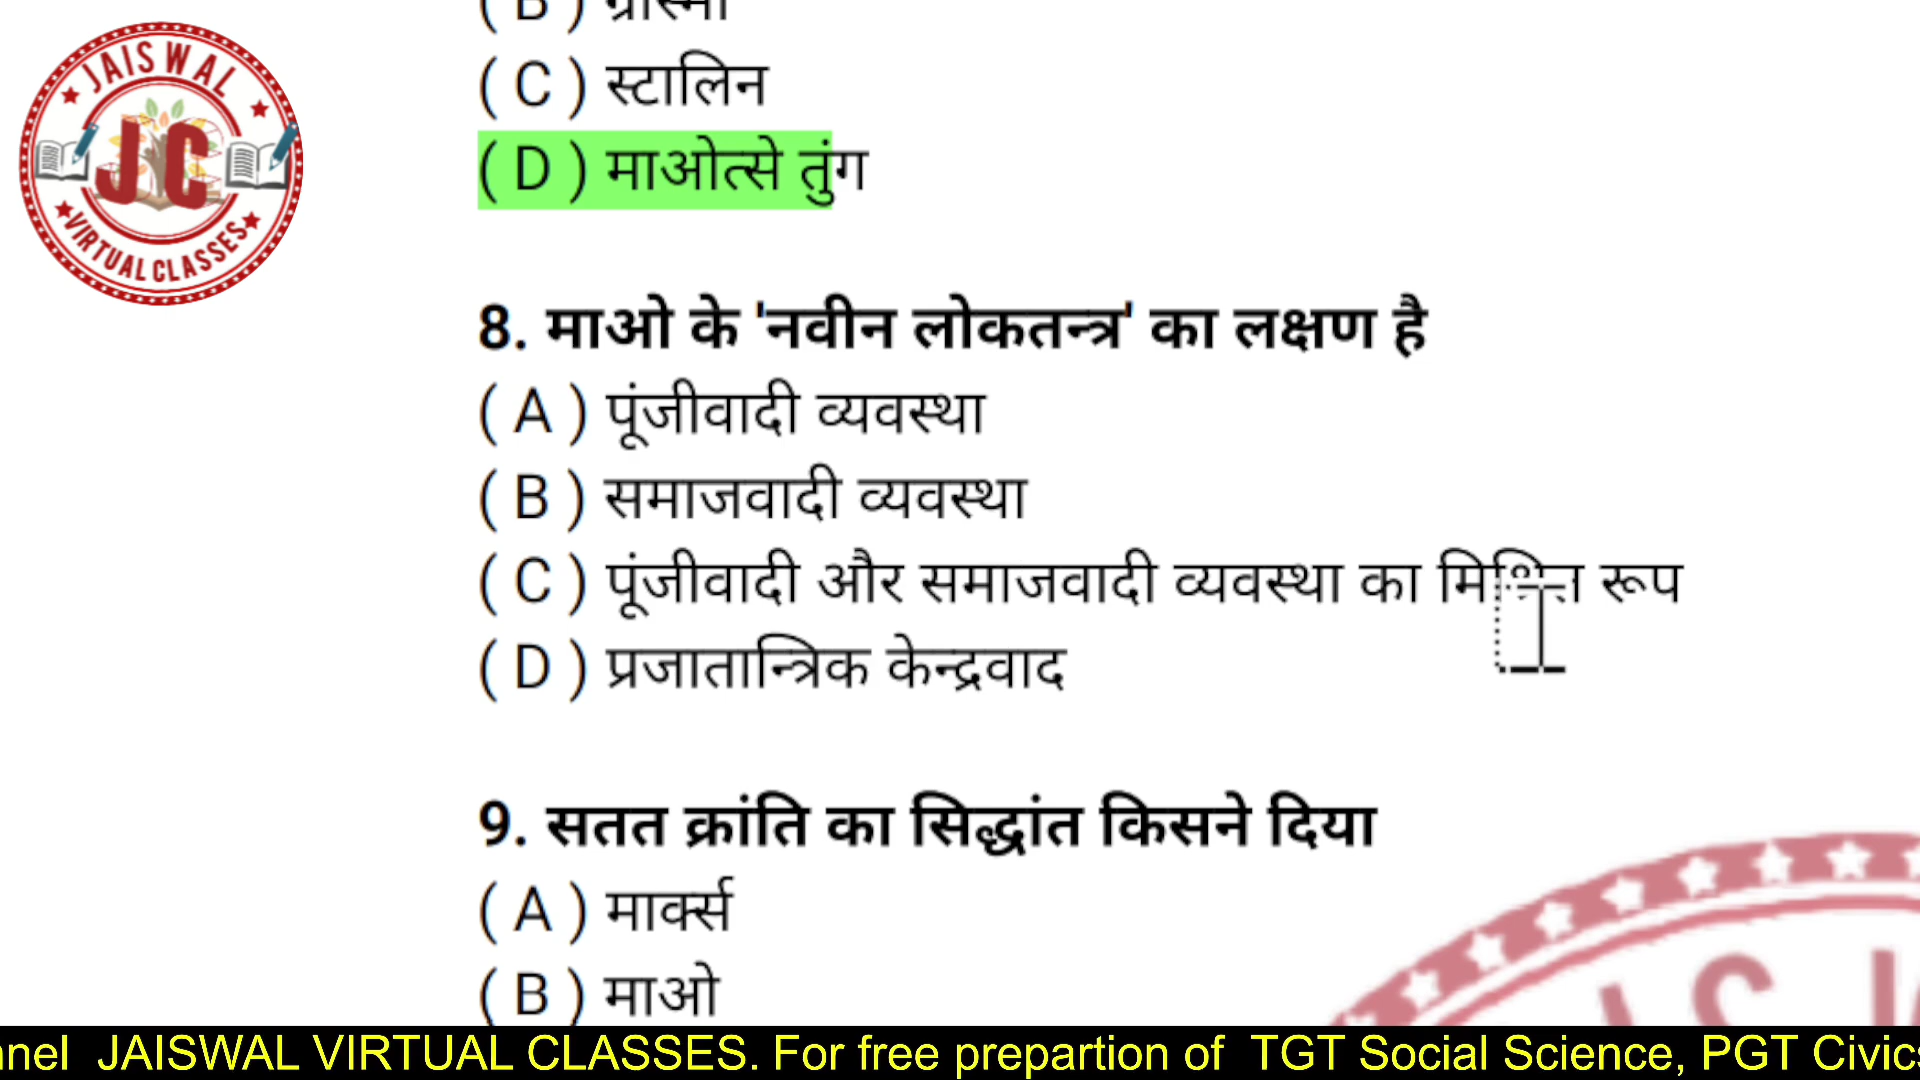 ( B ) ग्राम्सी
( C ) स्टालिन
( D ) माओत्से तुंग
JAISWAL
JC
VIRTUAL CLASSES
8. माओ के 'नवीन लोकतन्त्र' का लक्षण है
( A ) पूंजीवादी व्यवस्था
( B ) समाजवादी व्यवस्था
( C ) पूंजीवादी और समाजवादी व्यवस्था का मिश्रित रूप
( D ) प्रजातान्त्रिक केन्द्रवाद
9. सतत क्रांति का सिद्धांत किसने दिया
( A ) मार्क्स
( B ) माओ
JAISWAL VIRTUAL CLASSES. For free prepartion of TGT Social Science, PGT Civics